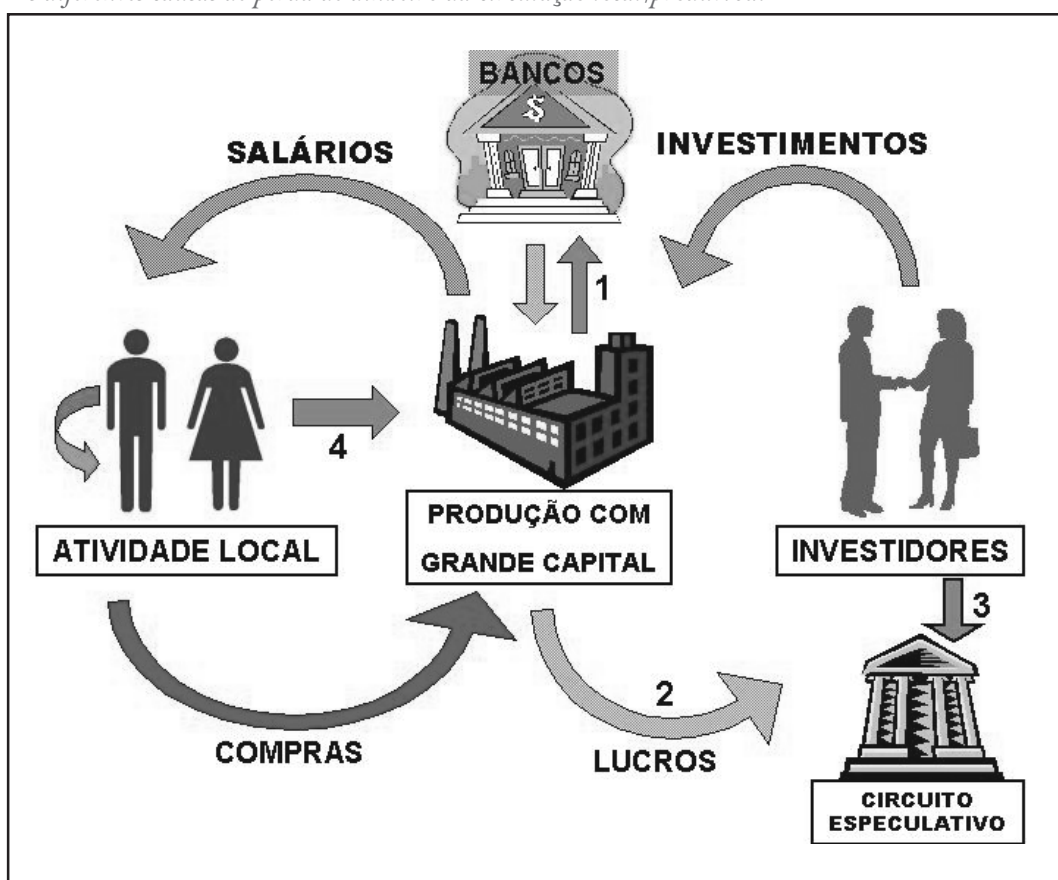 BANCOS
$
SALÁRIOS
INVESTIMENTOS
1
4
ATIVIDADE LOCAL
PRODUÇÃO COM
GRANDE CAPITAL
INVESTIDORES
3
2
COMPRAS
LUCROS
CIRCUITO
ESPECULATIVO